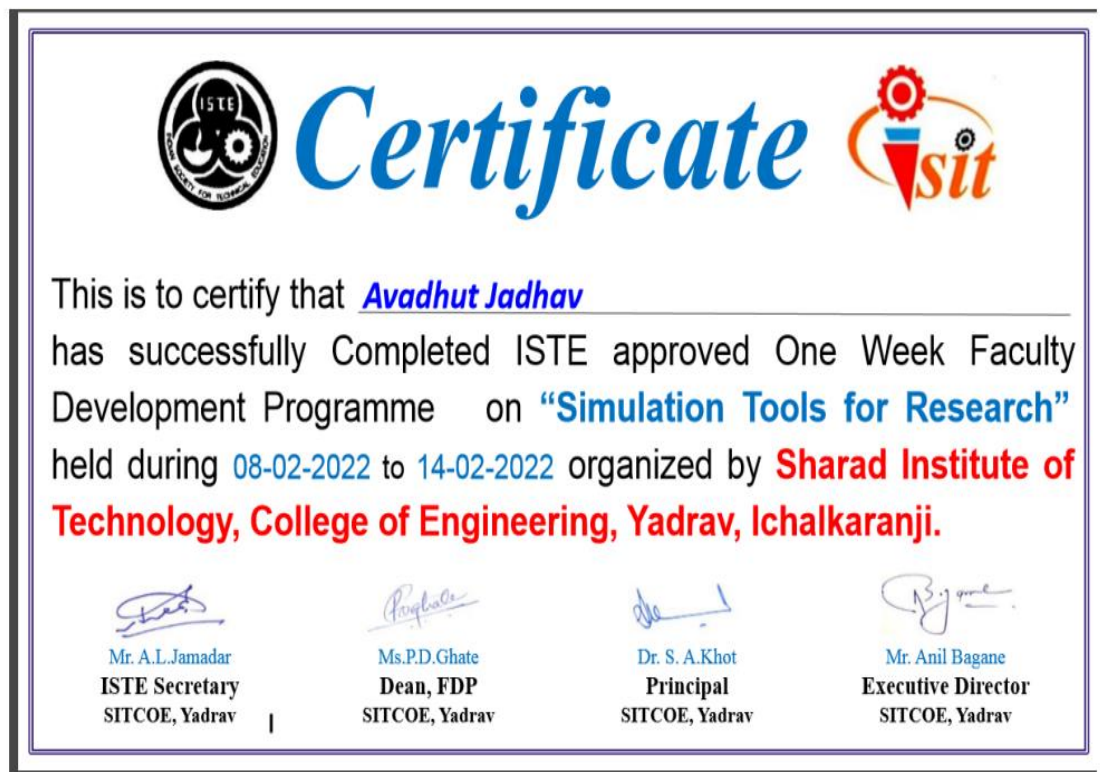 ISTE
INDIAN SOCIETY FOR TECHNICAL EDUCATION
Certificate
sit
This is to certify that Avadhut Jadhav
has successfully Completed ISTE approved One Week Faculty
Development Programme on “Simulation Tools for Research”
held during 08-02-2022 to 14-02-2022 organized by Sharad Institute of
Technology, College of Engineering, Yadrav, Ichalkaranji.
Mr. A.L.Jamadar
ISTE Secretary
SITCOE, Yadrav
Ms.P.D.Ghate
Dean, FDP
SITCOE, Yadrav
Dr. S. A.Khot
Principal
SITCOE, Yadrav
Mr. Anil Bagane
Executive Director
SITCOE, Yadrav